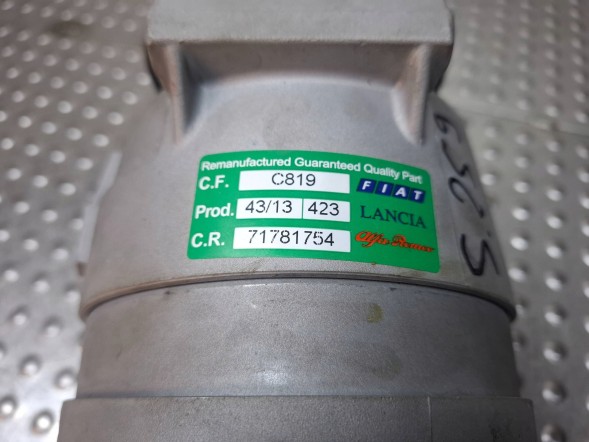 Remanufactured Guaranteed Quality Part
C.F. C819 FIAT
Prod. 43/13 423 LANCIA
C.R. 71781754 Alfa Romeo